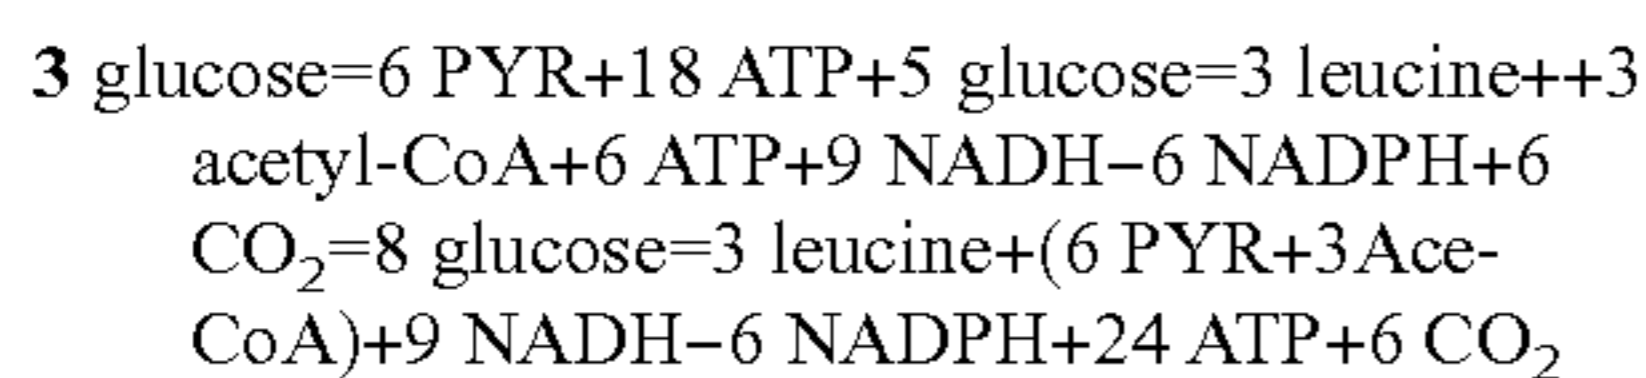 3 glucose=6 PYR+18 ATP+5 glucose=3 leucine++3
acetyl-CoA+6 ATP+9 NADH−6 NADPH+6
CO₂=8 glucose=3 leucine+(6 PYR+3Ace-
CoA)+9 NADH−6 NADPH+24 ATP+6 CO₂